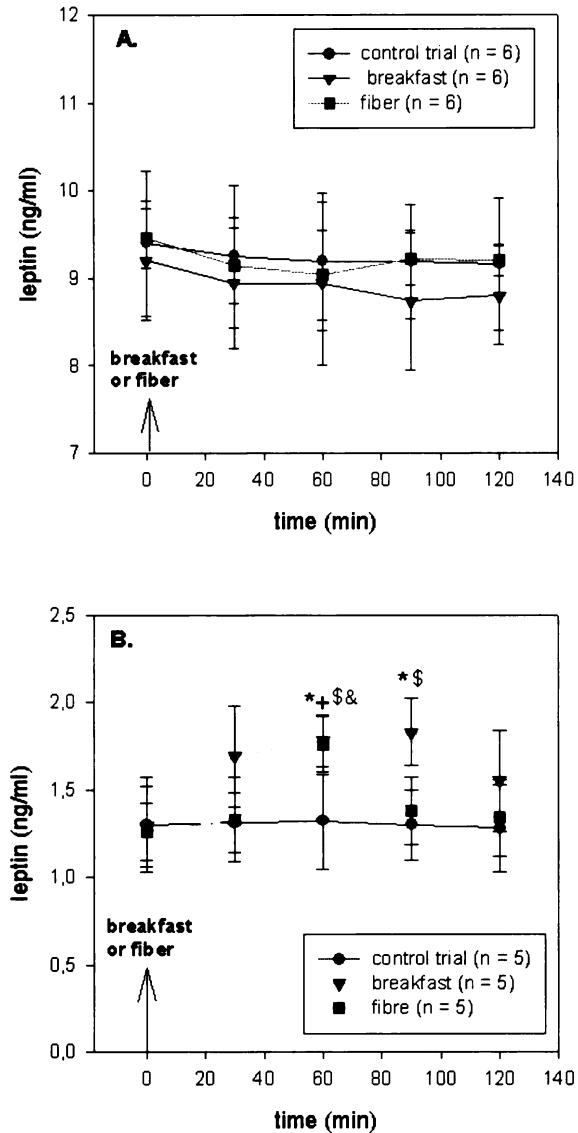 A.
control trial (n = 6)
breakfast (n = 6)
fiber (n = 6)
12
11
10
9
8
7
leptin (ng/ml)
breakfast
or fiber
0 20 40 60 80 100 120 140
time (min)
B.
2,5
2,0
1,5
1,0
0,5
0,0
leptin (ng/ml)
*+$&
*$
breakfast
or fiber
control trial (n = 5)
breakfast (n = 5)
fibre (n = 5)
0 20 40 60 80 100 120 140
time (min)